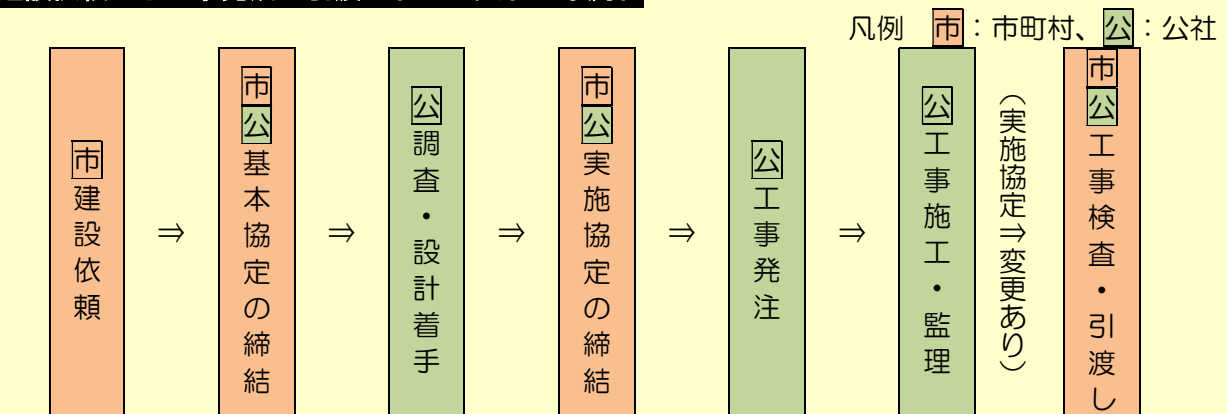 凡例 市：市町村、公：公社
市建設依頼
⇒
市公基本協定の締結
⇒
公調査・設計着手
⇒
市公実施協定の締結
⇒
公工事発注
⇒
公工事施工・監理
（実施協定⇒変更あり）
市公工事検査・引渡し